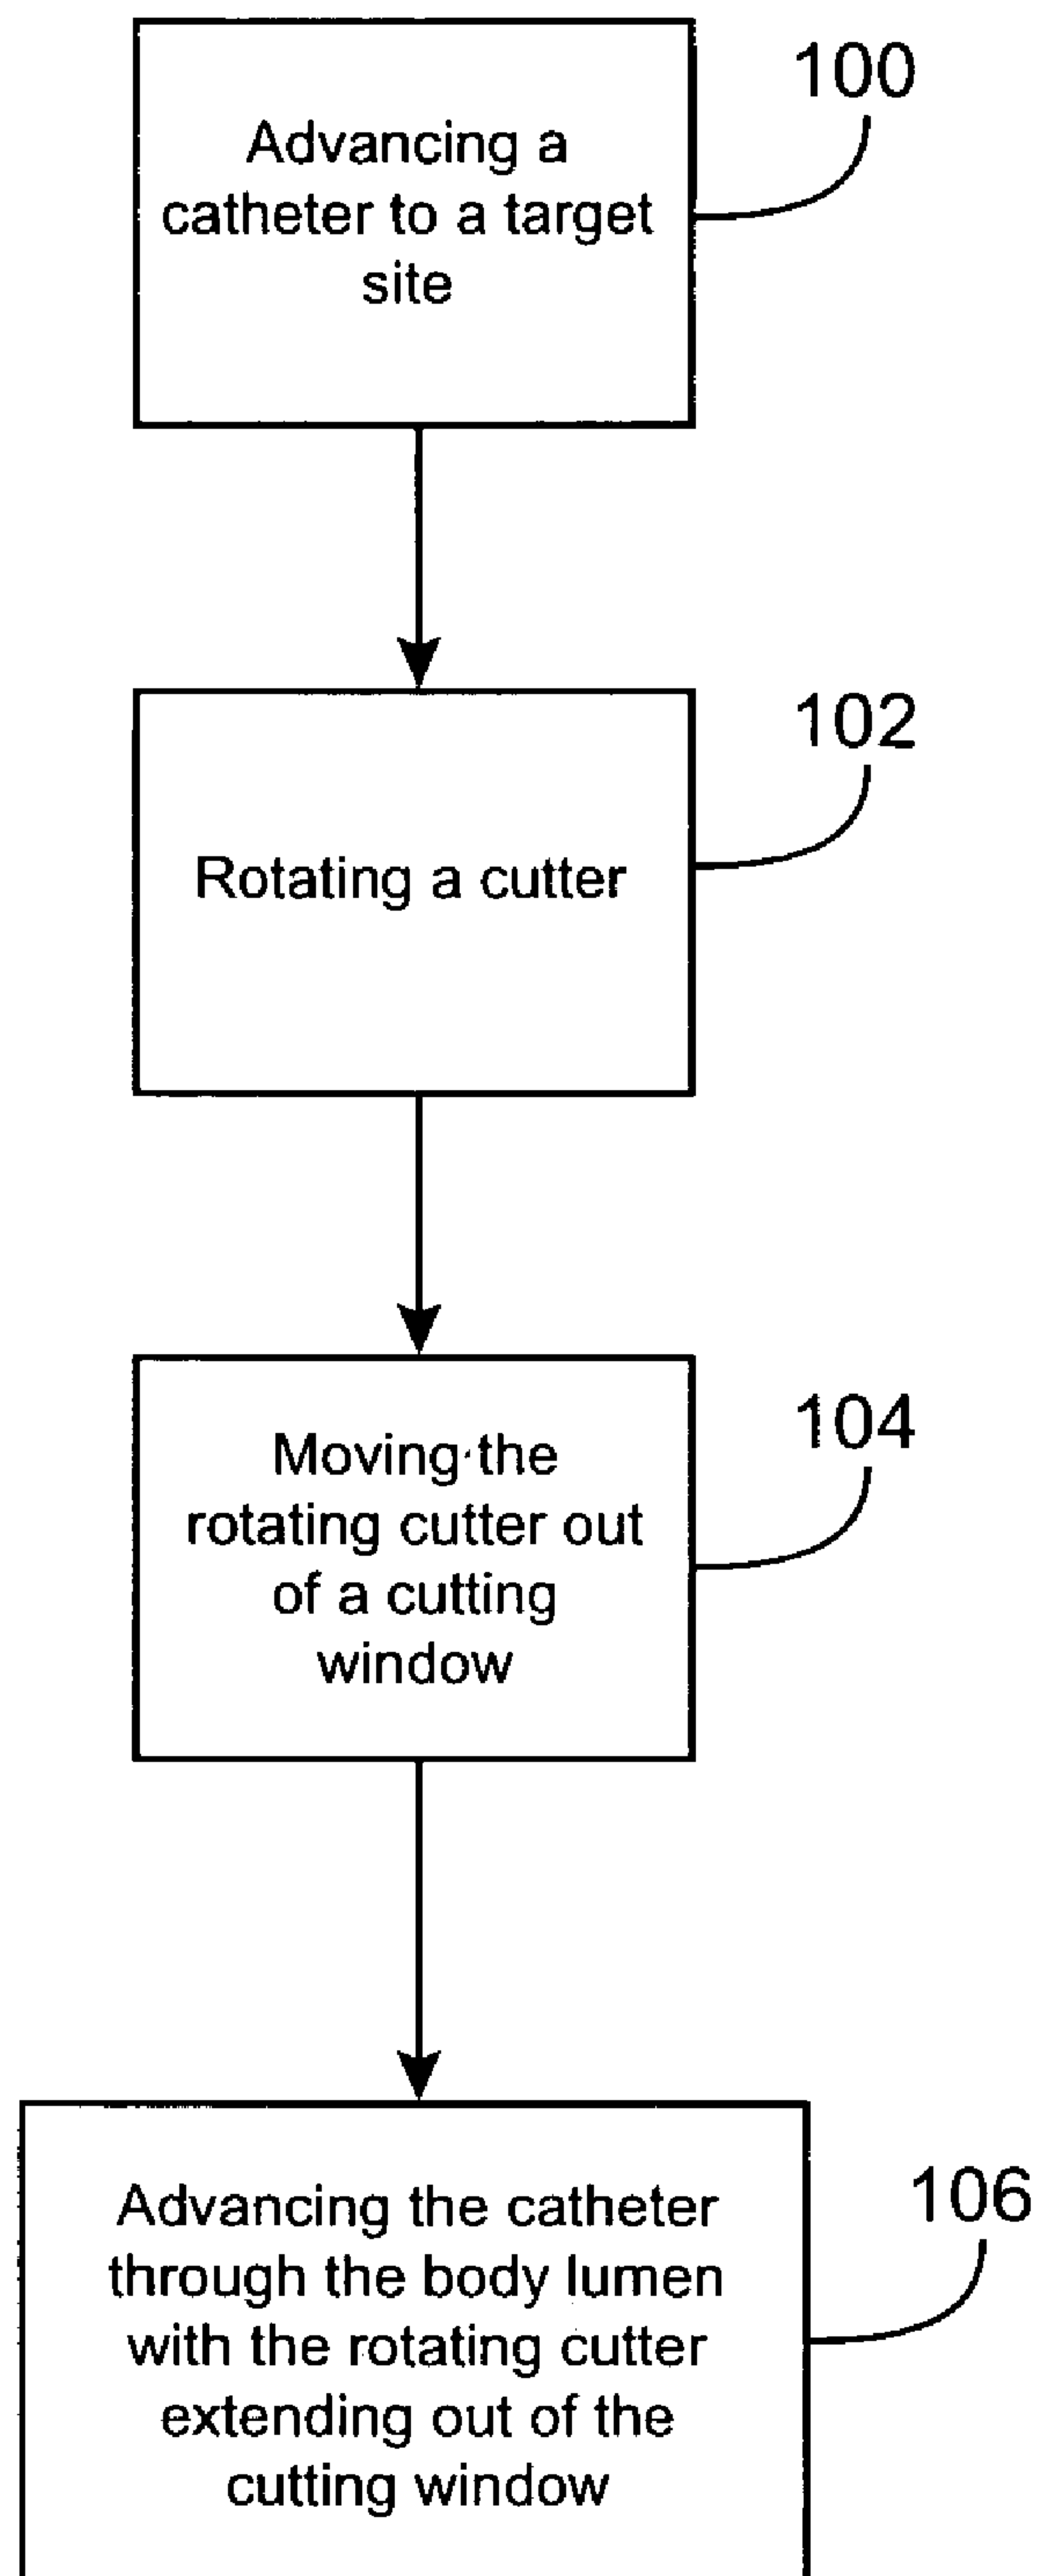 100
Advancing a
catheter to a target
site
102
Rotating a cutter
104
Moving the
rotating cutter out
of a cutting
window
106
Advancing the catheter
through the body lumen
with the rotating cutter
extending out of the
cutting window